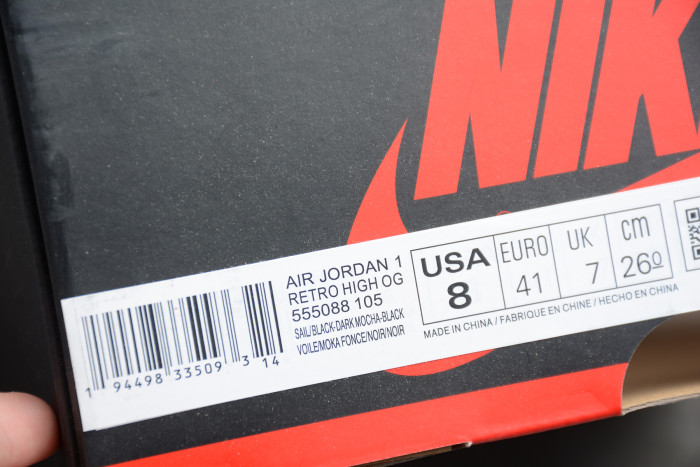 NIK
AIR JORDAN 1
RETRO HIGH OG
555088 105
SAIL/BLACK-DARK MOCHA-BLACK
VOILE/MOKA FONCE/NOIR/NOIR
1 94498 33509 3 14
USA
8
EURO
41
UK
7
cm
26º
MADE IN CHINA / FABRIQUE EN CHINE / HECHO EN CHINA